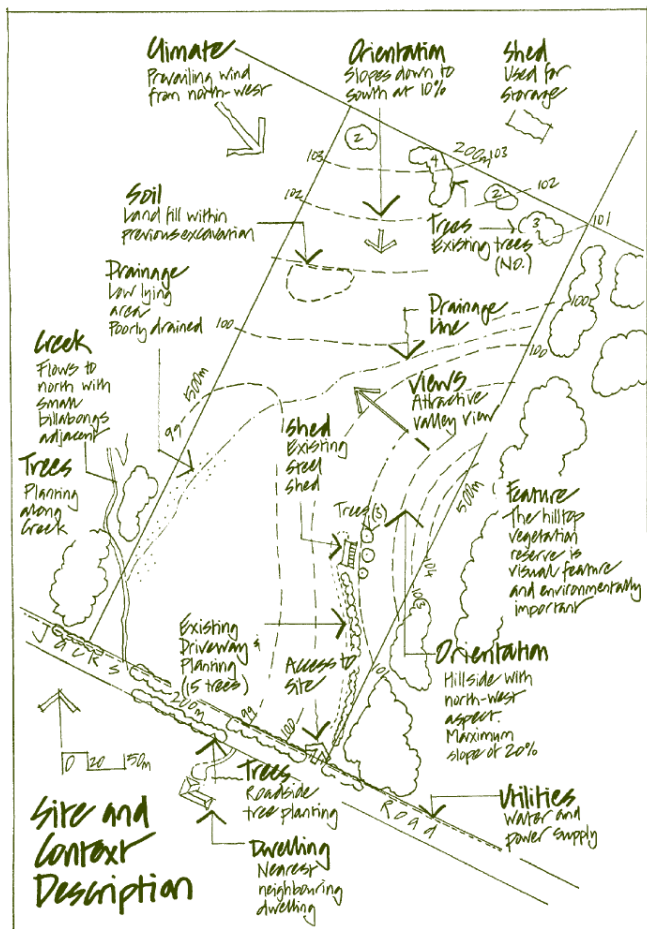 Climate
Prevailing wind
from north-west
Orientation
Slopes down to
south at 10%
Shed
Used for
Storage
2
103
4
200m
103
102
2
102
3
101
Trees
Existing trees
(No.)
Soil
Land fill within
previous excavation
Drainage
Low lying
area
Poorly drained
100
Drainage
Line
100
100
Creek
Flows to
north with
small
billabongs
adjacent
500m
99
Views
Attractive
valley view
Shed
Existing
Steel
Shed
Trees
Planting
along
Creek
Trees (3)
500m
Feature
The hilltop
vegetation
reserve is
visual feature
and environmentally
important
104
103
Existing
Driveway &
Planting
(15 trees)
Access to
Site
101
Orientation
Hillside with
north-west
aspect.
Maximum
slope of 20%
Jacks Road
200m
99
100
0 20 50m
Trees
Roadside
tree planting
Utilities
Water and
power supply
Dwelling
Nearest
neighbouring
dwelling
Site and
Context
Description